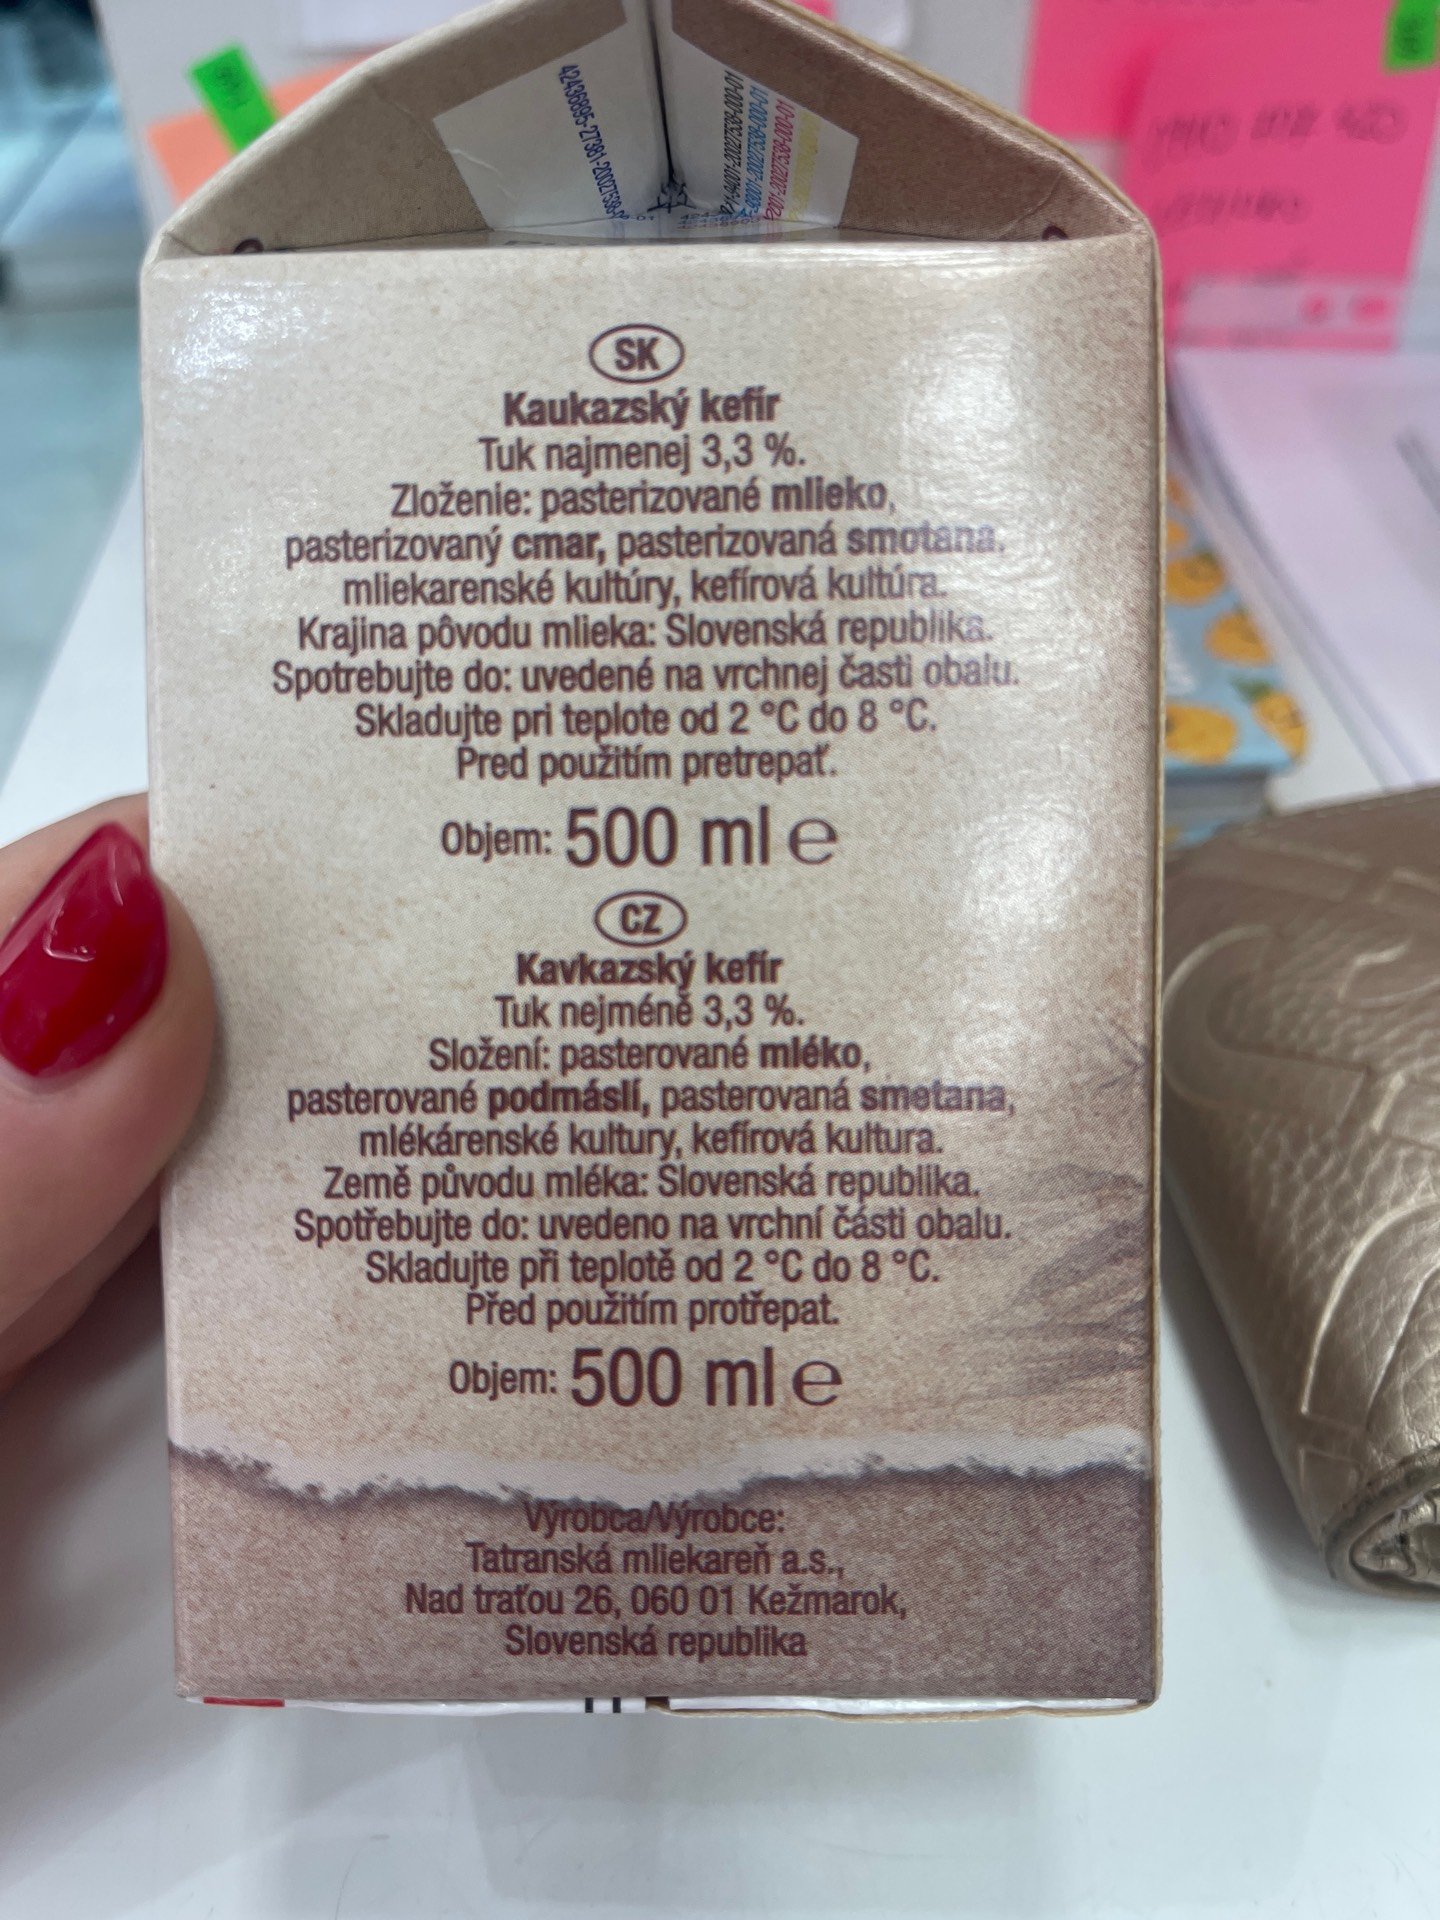 42436895-27381-20027538-
SK
Kaukazský kefír
Tuk najmenej 3,3 %.
Zloženie: pasterizované mlieko,
pasterizovaný cmar, pasterizovaná smotana,
mliekarenské kultúry, kefírová kultúra.
Krajina pôvodu mlieka: Slovenská republika.
Spotrebujte do: uvedené na vrchnej časti obalu.
Skladujte pri teplote od 2 °C do 8 °C.
Pred použitím pretrepať.
Objem: 500 ml ℮
CZ
Kavkazský kefír
Tuk nejméně 3,3 %.
Složení: pasterované mléko,
pasterované podmáslí, pasterovaná smetana,
mlékárenské kultury, kefírová kultura.
Země původu mléka: Slovenská republika.
Spotřebujte do: uvedeno na vrchní části obalu.
Skladujte při teplotě od 2 °C do 8 °C.
Před použitím protřepat.
Objem: 500 ml ℮
Výrobca/Výrobce:
Tatranská mliekareň a.s.,
Nad traťou 26, 060 01 Kežmarok,
Slovenská republika